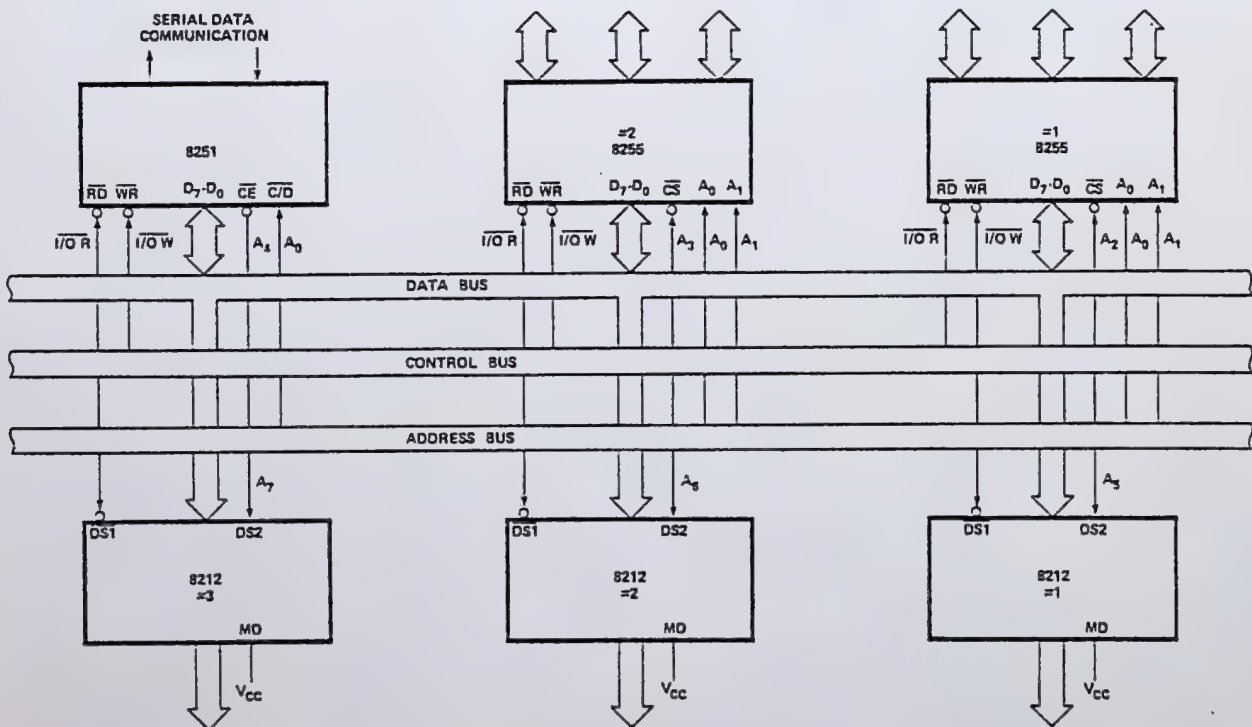 SERIAL DATA
COMMUNICATION
8251
RD WR D7-D0 CE C/D
I/O R I/O W A4 A0
=2
8255
RD WR D7-D0 CS A0 A1
I/O R I/O W A3 A0 A1
=1
8255
RD WR D7-D0 CS A0 A1
I/O R I/O W A2 A0 A1
DATA BUS
CONTROL BUS
ADDRESS BUS
A7
A6
A5
DS1 DS2
8212
=3
MD
VCC
DS1 DS2
8212
=2
MD
VCC
DS1 DS2
8212
=1
MD
VCC